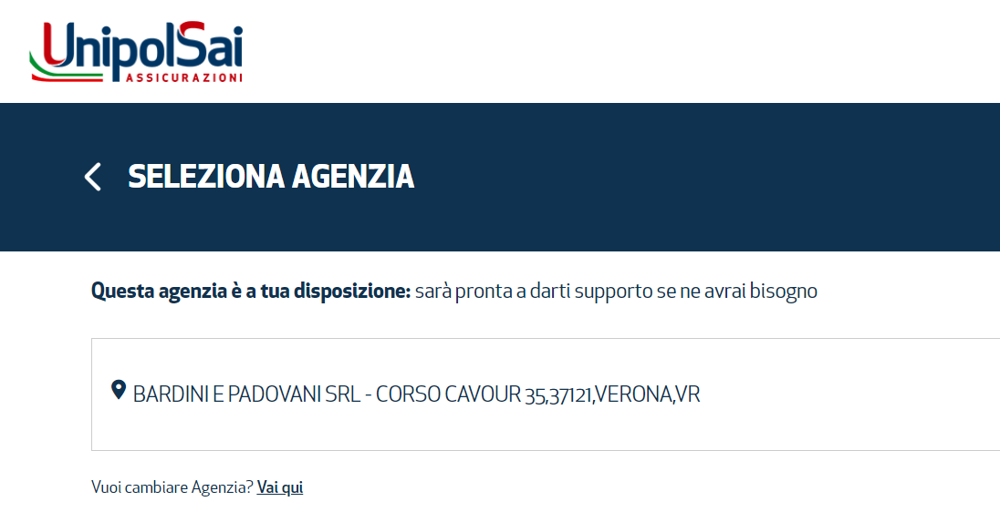 UnipolSai
ASSICURAZIONI
SELEZIONA AGENZIA
Questa agenzia è a tua disposizione: sarà pronta a darti supporto se ne avrai bisogno
BARDINI E PADOVANI SRL - CORSO CAVOUR 35,37121,VERONA,VR
Vuoi cambiare Agenzia? Vai qui